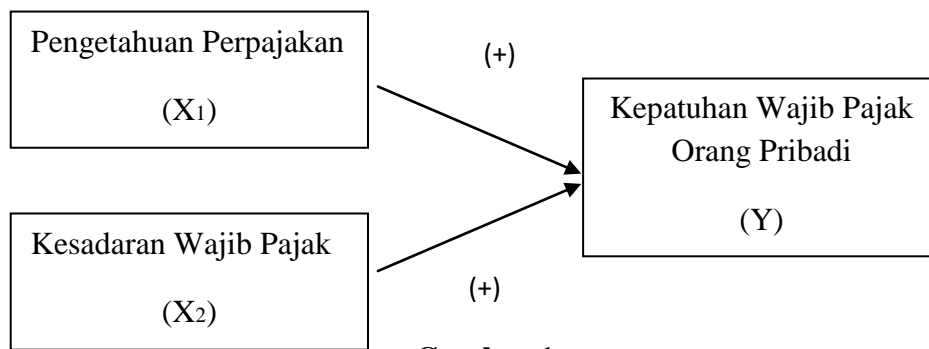 Pengetahuan Perpajakan
(X1)
(+)
Kepatuhan Wajib Pajak
Orang Pribadi
(Y)
Kesadaran Wajib Pajak
(X2)
(+)